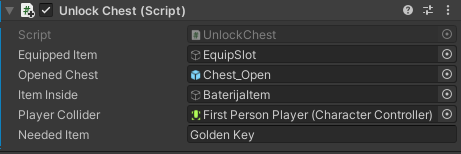 Unlock Chest (Script)
Script UnlockChest
Equipped Item EquipSlot
Opened Chest Chest_Open
Item Inside BaterijaItem
Player Collider First Person Player (Character Controller)
Needed Item Golden Key